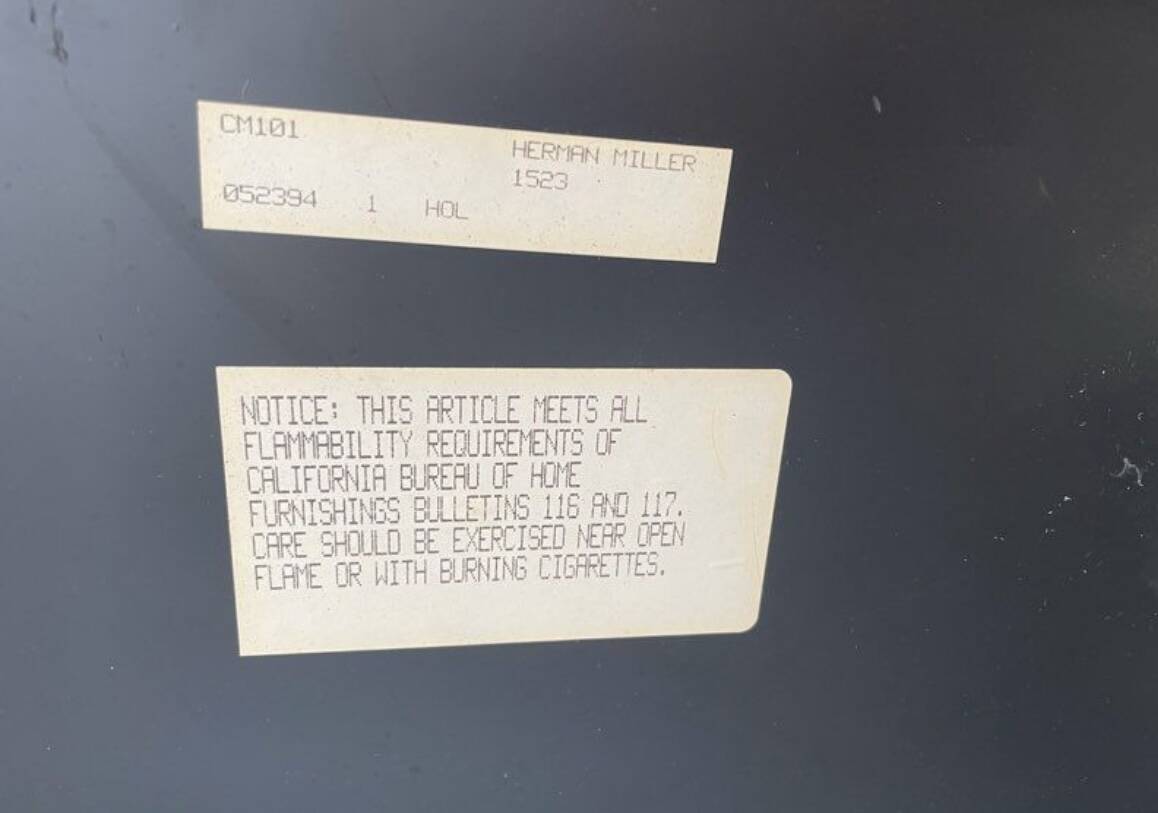 CM101
HERMAN MILLER
1523
052394 1 HOL
NOTICE: THIS ARTICLE MEETS ALL
FLAMMABILITY REQUIREMENTS OF
CALIFORNIA BUREAU OF HOME
FURNISHINGS BULLETINS 116 AND 117.
CARE SHOULD BE EXERCISED NEAR OPEN
FLAME OR WITH BURNING CIGARETTES.